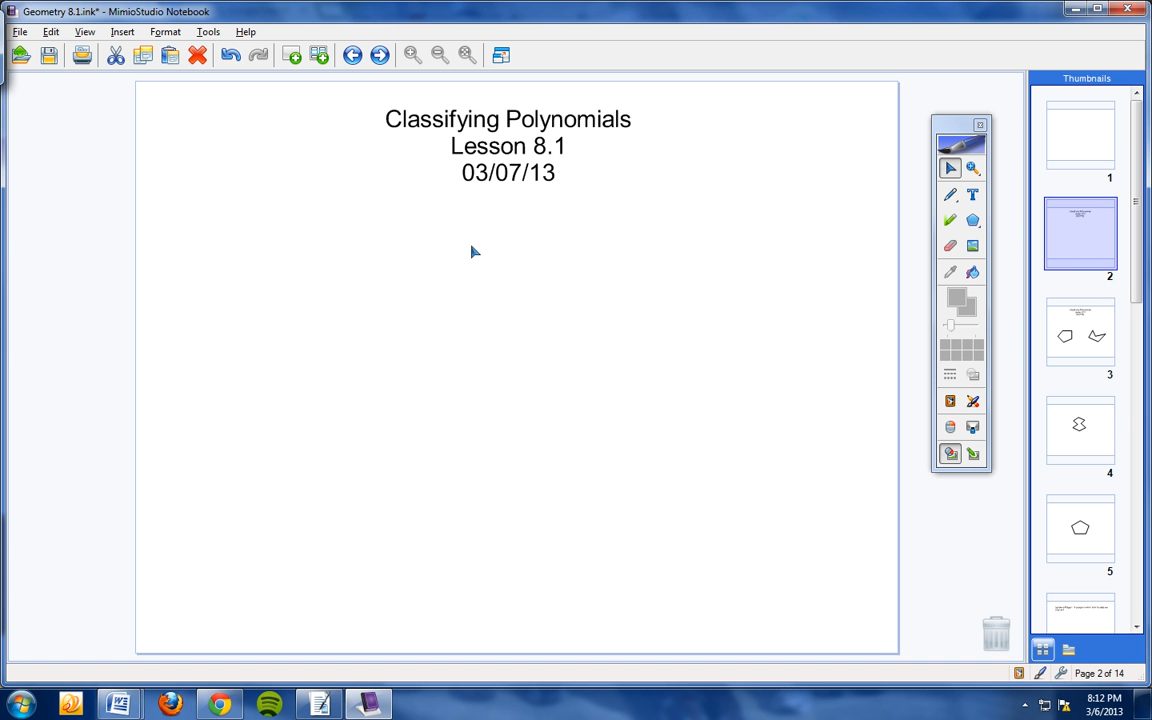 Geometry 8.1.ink* - MimioStudio Notebook
File Edit View Insert Format Tools Help
Thumbnails
Classifying Polynomials
Lesson 8.1
03/07/13
1
2
3
4
5
Page 2 of 14
8:12 PM
3/6/2013